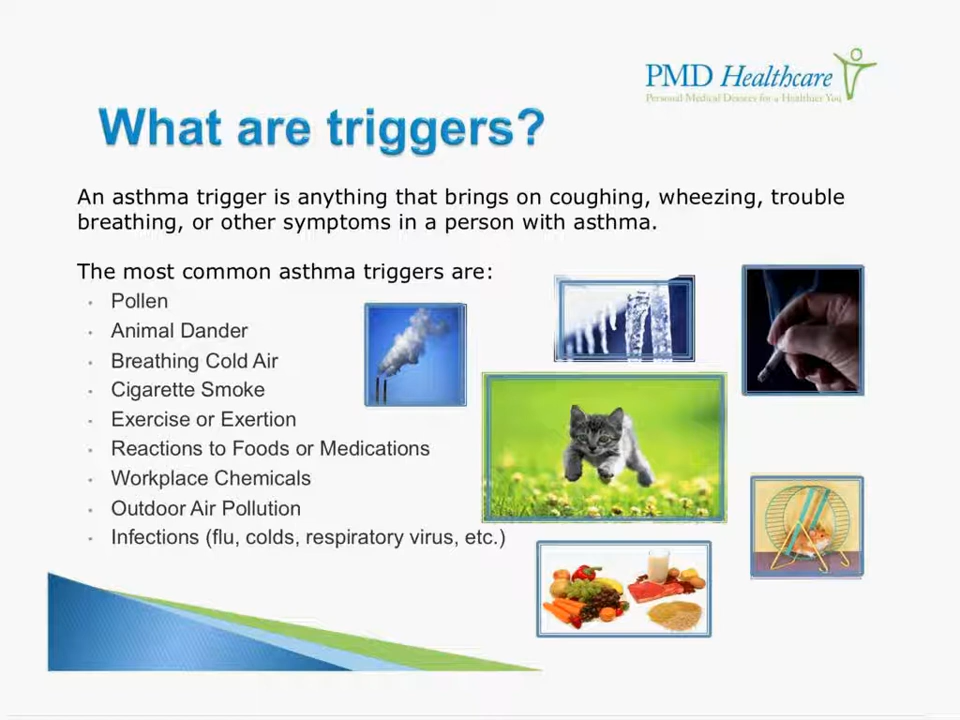 PMD Healthcare
Personal Medical Devices for a Healthier You
What are triggers?
An asthma trigger is anything that brings on coughing, wheezing, trouble
breathing, or other symptoms in a person with asthma.
The most common asthma triggers are:
• Pollen
• Animal Dander
• Breathing Cold Air
• Cigarette Smoke
• Exercise or Exertion
• Reactions to Foods or Medications
• Workplace Chemicals
• Outdoor Air Pollution
• Infections (flu, colds, respiratory virus, etc.)